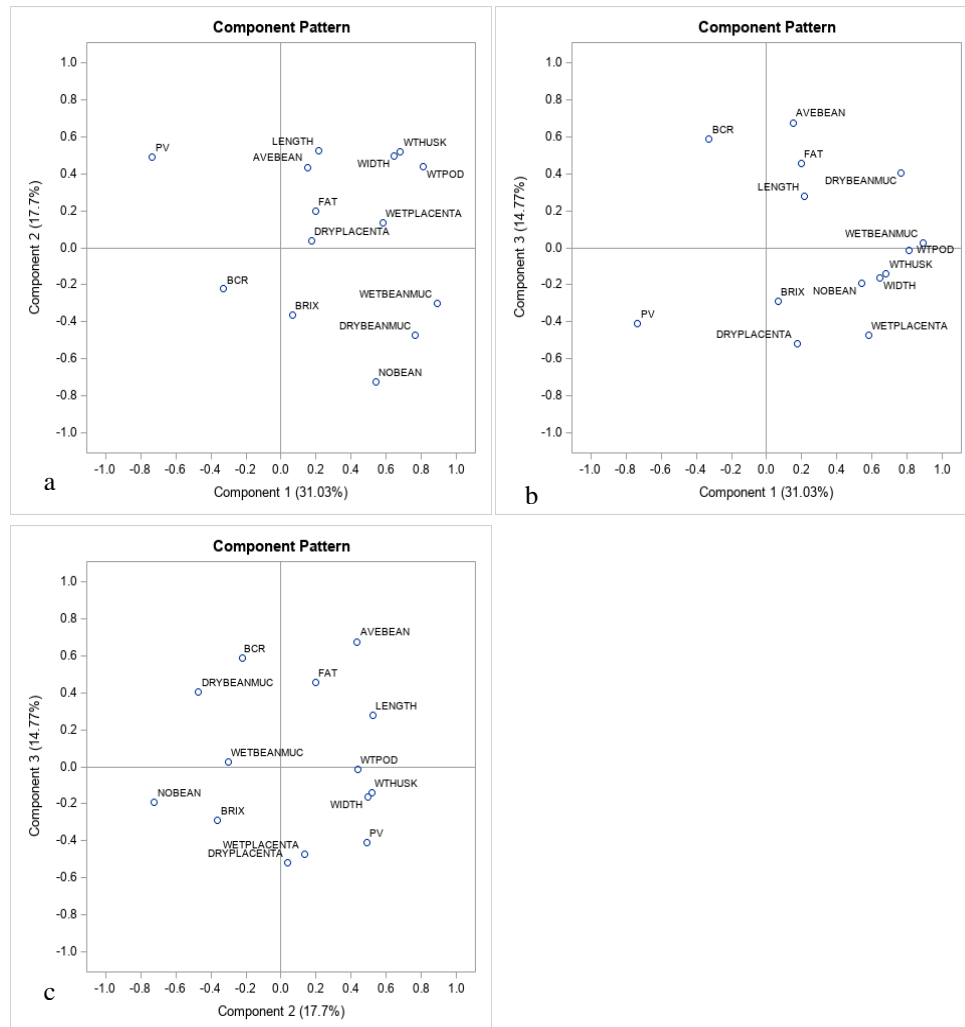 Component Pattern
Component 2 (17.7%)
1.0
0.8
0.6
0.4
0.2
0.0
-0.2
-0.4
-0.6
-0.8
-1.0
PV
LENGTH
AVEBEAN
WTHUSK
WIDTH
WTPOD
FAT
WETPLACENTA
DRYPLACENTA
BCR
BRIX
WETBEANMUC
DRYBEANMUC
NOBEAN
-1.0 -0.8 -0.6 -0.4 -0.2 0.0 0.2 0.4 0.6 0.8 1.0
Component 1 (31.03%)
a
Component Pattern
Component 3 (14.77%)
1.0
0.8
0.6
0.4
0.2
0.0
-0.2
-0.4
-0.6
-0.8
-1.0
AVEBEAN
BCR
FAT
DRYBEANMUC
LENGTH
WETBEANMUC
WTPOD
WTHUSK
WIDTH
NOBEAN
BRIX
PV
DRYPLACENTA
WETPLACENTA
-1.0 -0.8 -0.6 -0.4 -0.2 0.0 0.2 0.4 0.6 0.8 1.0
Component 1 (31.03%)
b
Component Pattern
Component 3 (14.77%)
1.0
0.8
0.6
0.4
0.2
0.0
-0.2
-0.4
-0.6
-0.8
-1.0
AVEBEAN
BCR
FAT
DRYBEANMUC
LENGTH
WETBEANMUC
WTPOD
WTHUSK
WIDTH
NOBEAN
BRIX
PV
WETPLACENTA
DRYPLACENTA
-1.0 -0.8 -0.6 -0.4 -0.2 0.0 0.2 0.4 0.6 0.8 1.0
Component 2 (17.7%)
c